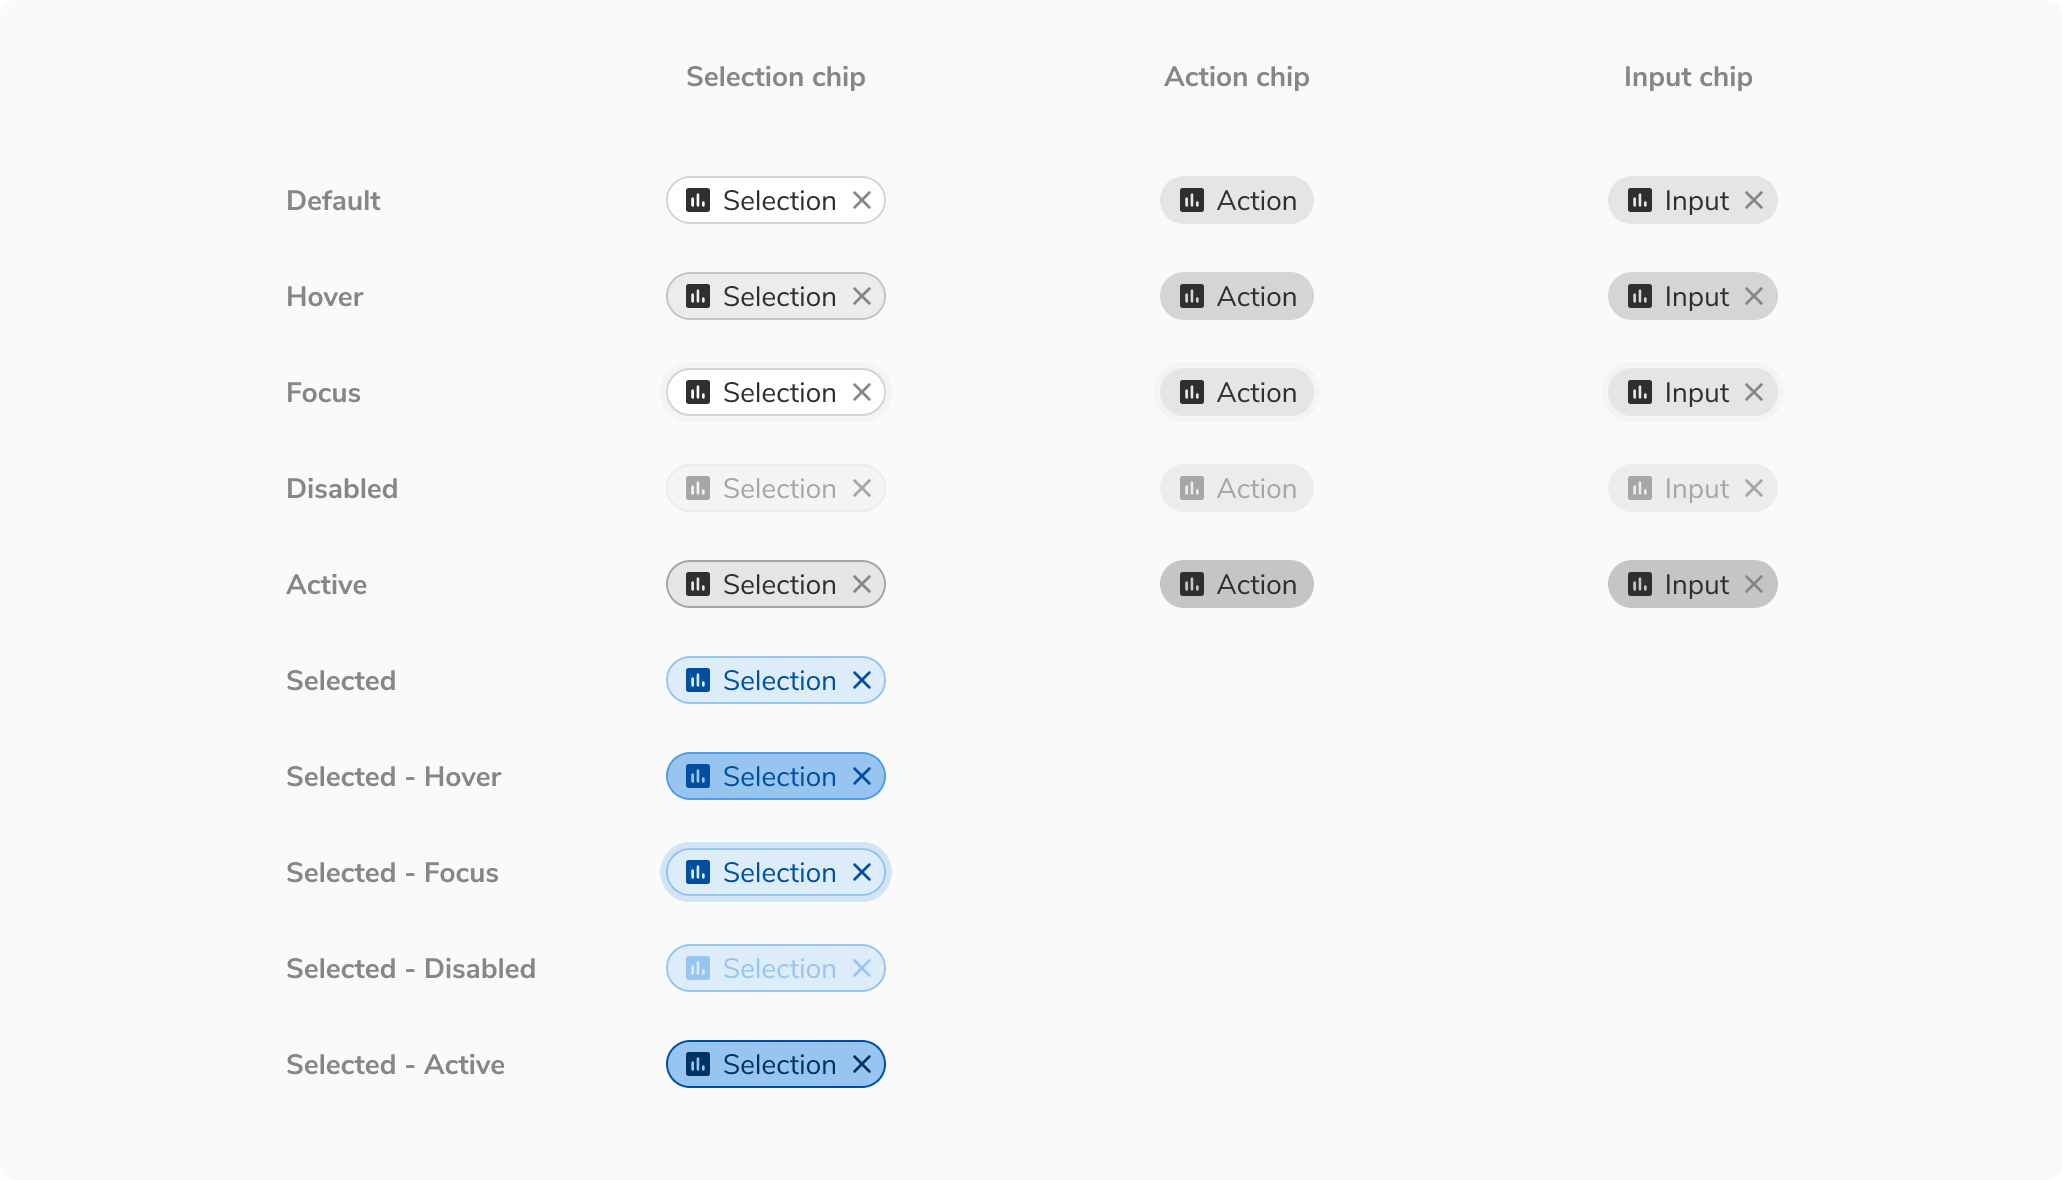 Selection chip Action chip Input chip
Default Selection Action Input
Hover Selection Action Input
Focus Selection Action Input
Disabled Selection Action Input
Active Selection Action Input
Selected Selection
Selected - Hover Selection
Selected - Focus Selection
Selected - Disabled Selection
Selected - Active Selection